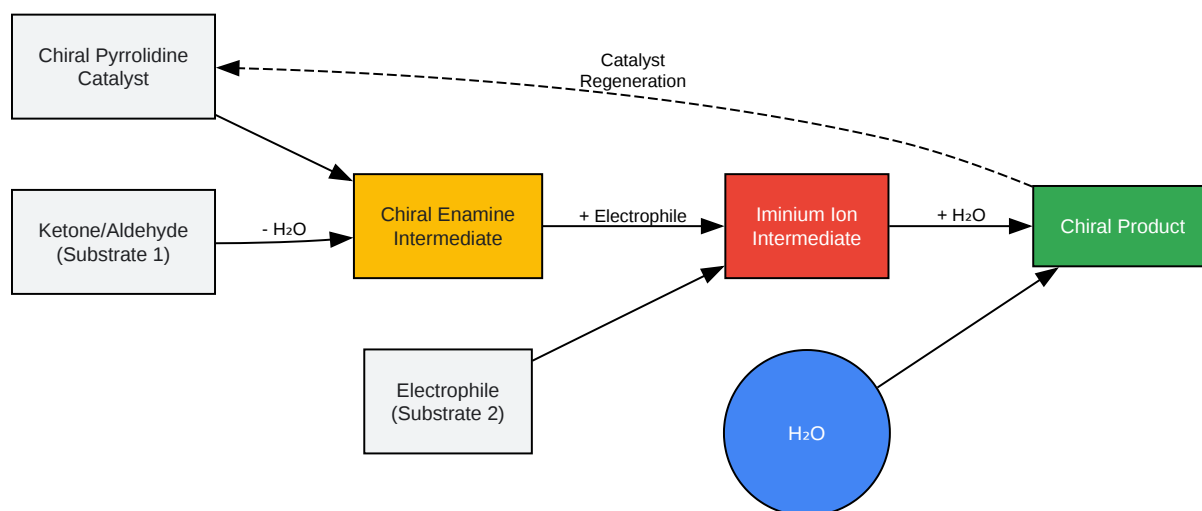 Chiral Pyrrolidine
Catalyst
Catalyst
Regeneration
Ketone/Aldehyde
(Substrate 1)
- H₂O
Chiral Enamine
Intermediate
+ Electrophile
Iminium Ion
Intermediate
+ H₂O
Chiral Product
Electrophile
(Substrate 2)
H₂O